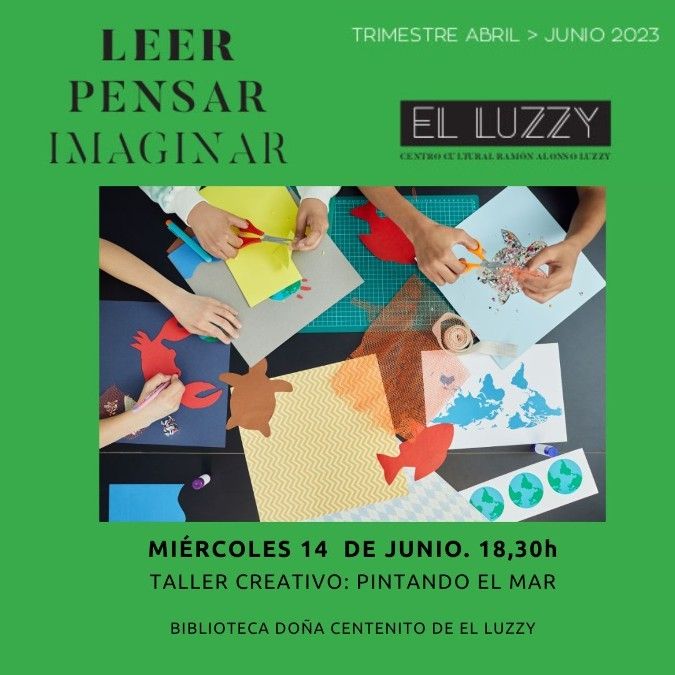 LEER
PENSAR
IMAGINAR
TRIMESTRE ABRIL > JUNIO 2023
EL LUZZY
CENTRO CULTURAL RAMÓN ALONSO LUZZY
MIÉRCOLES 14 DE JUNIO. 18,30h
TALLER CREATIVO: PINTANDO EL MAR
BIBLIOTECA DOÑA CENTENITO DE EL LUZZY